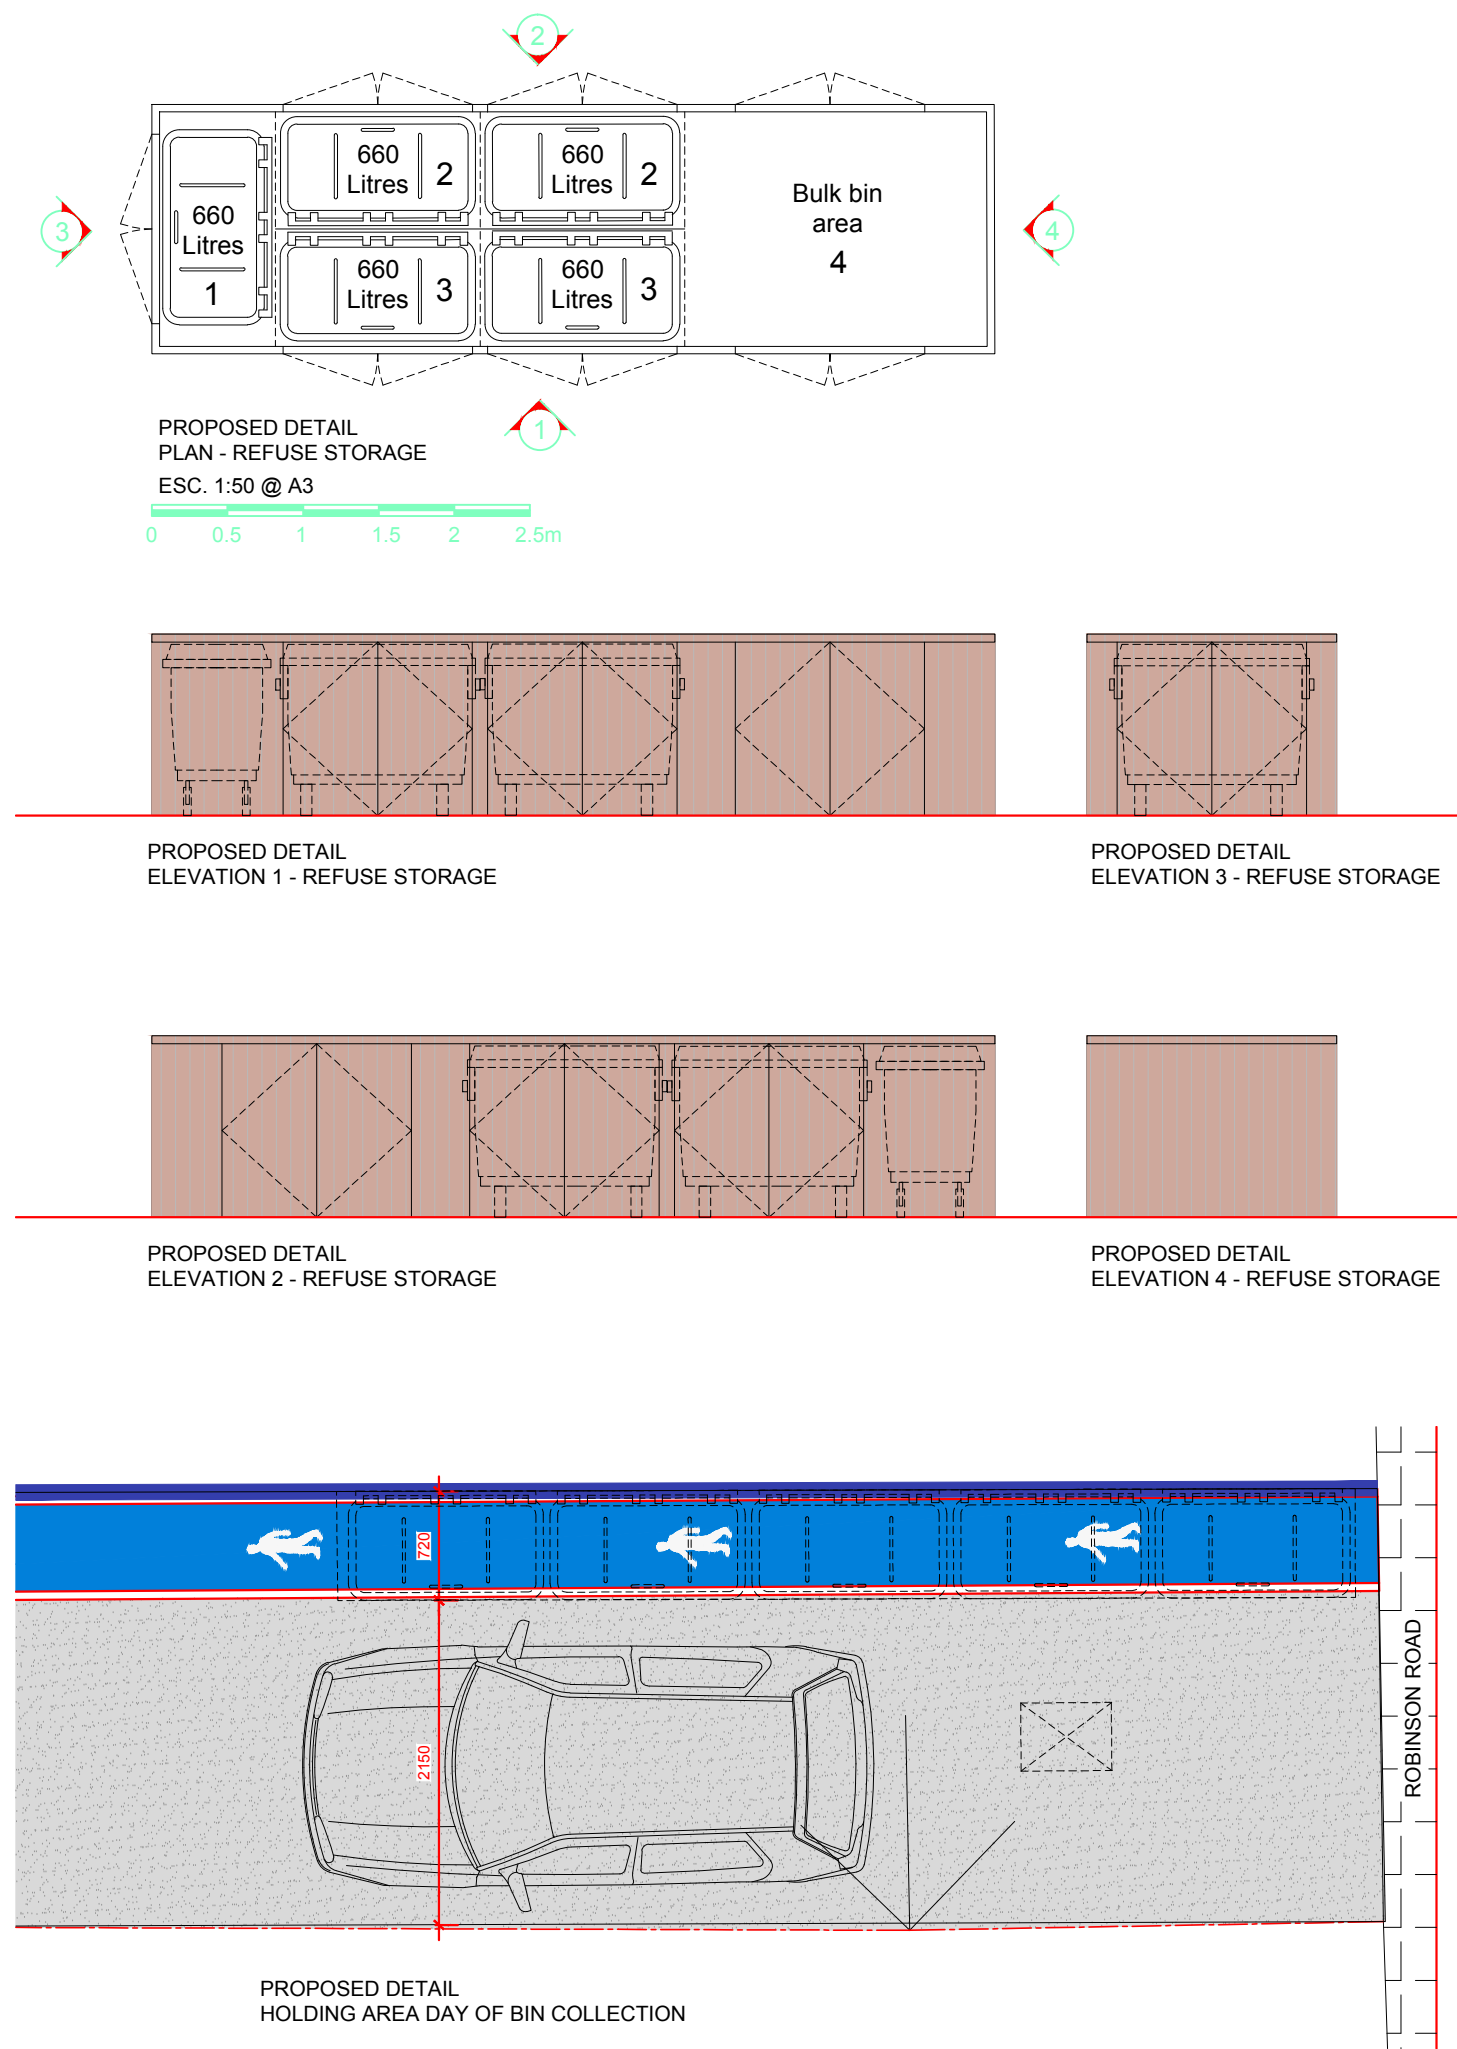 2
660
Litres
2
660
Litres
2
660
Litres
1
660
Litres
3
660
Litres
3
Bulk bin
area
4
3
4
1
PROPOSED DETAIL
PLAN - REFUSE STORAGE
ESC. 1:50 @ A3
0 0.5 1 1.5 2 2.5m
PROPOSED DETAIL
ELEVATION 1 - REFUSE STORAGE
PROPOSED DETAIL
ELEVATION 3 - REFUSE STORAGE
PROPOSED DETAIL
ELEVATION 2 - REFUSE STORAGE
PROPOSED DETAIL
ELEVATION 4 - REFUSE STORAGE
720
2150
ROBINSON ROAD
PROPOSED DETAIL
HOLDING AREA DAY OF BIN COLLECTION